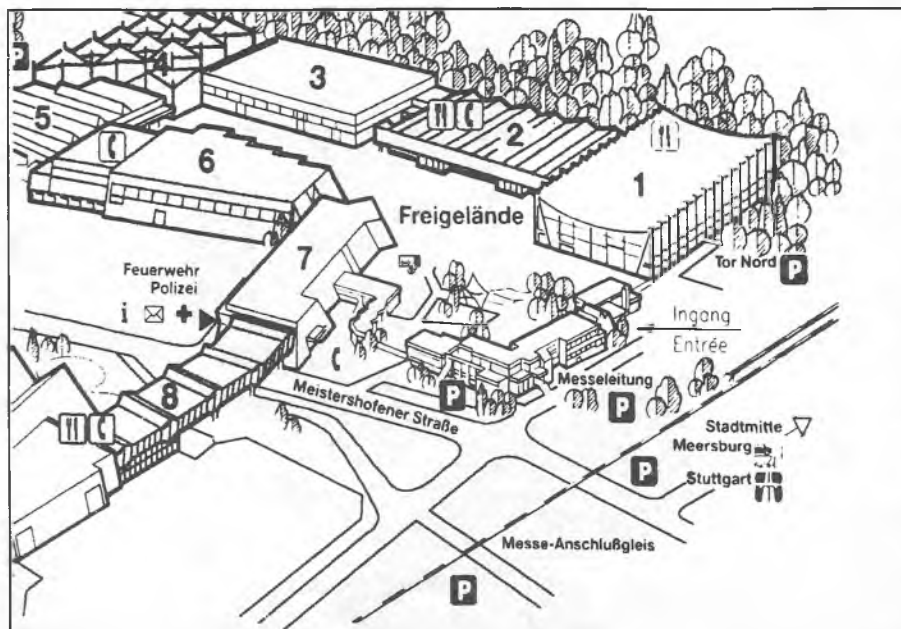 P
4
3
5
2
6
1
Freigelände
7
Tor Nord P
Feuerwehr
Polizei
i
Ingang
Entrée
8
Meistershofener Straße
P
Messeleitung
P
Stadtmitte
Meersburg
P
Stuttgart
Messe-Anschlußgleis
P